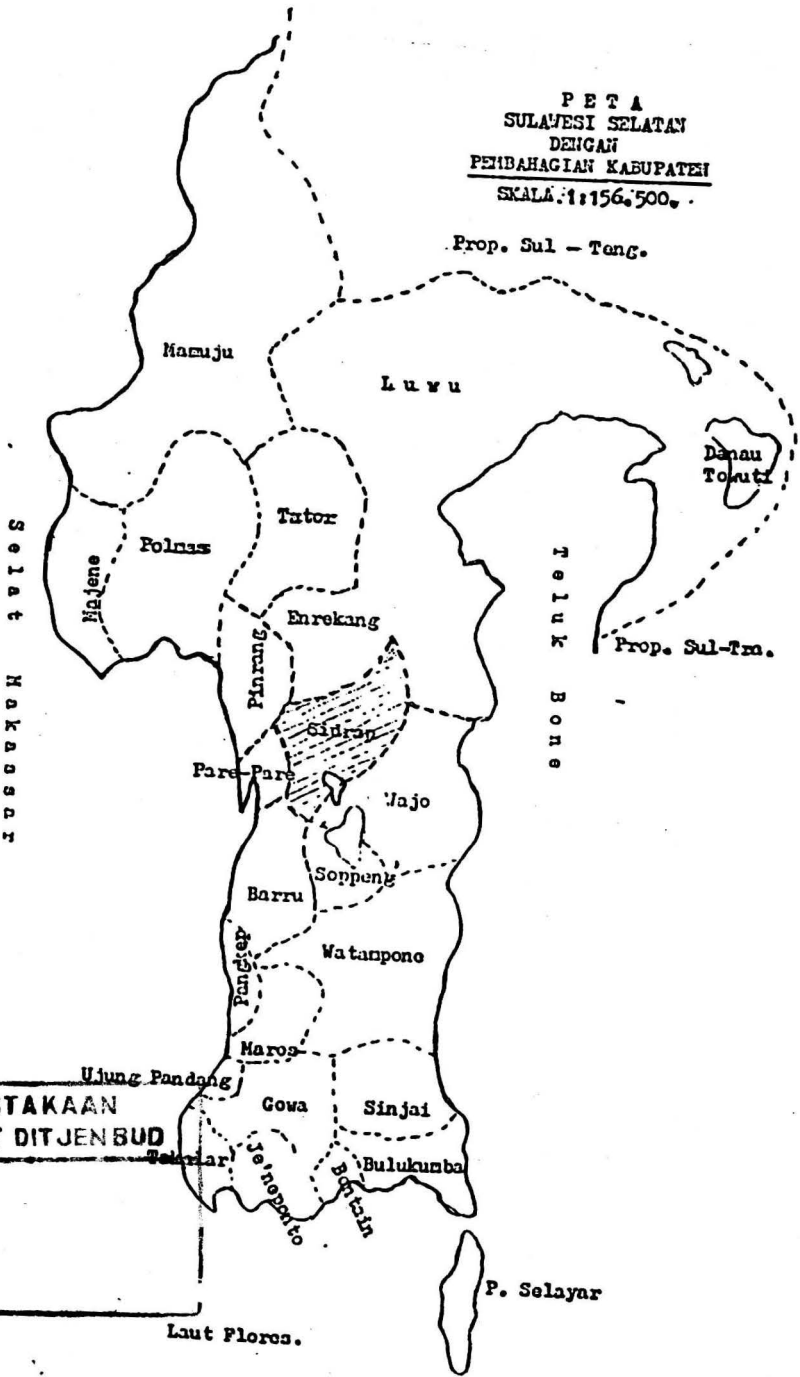 P E T A
SULAWESI SELATAN
DENGAN
PEMBAHAGIAN KABUPATEN
SKALA.1:156.500.
Prop. Sul - Teng.
Mamuju
L u w u
Danau
Towuti
Tator
Polmas
Majene
Selat Makassar
Teluk Bone
Enrekang
Pinrang
Prop. Sul-Tra.
Sidrap
Pare-Pare
Wajo
Soppeng
Barru
Watampone
Pangkep
Maros
Ujung Pandang
Gowa
Sinjai
TAKAAN
DITJENBUD
Takalar
Je'neponto
Bontain
Bulukumba
P. Selayar
Laut Flores.